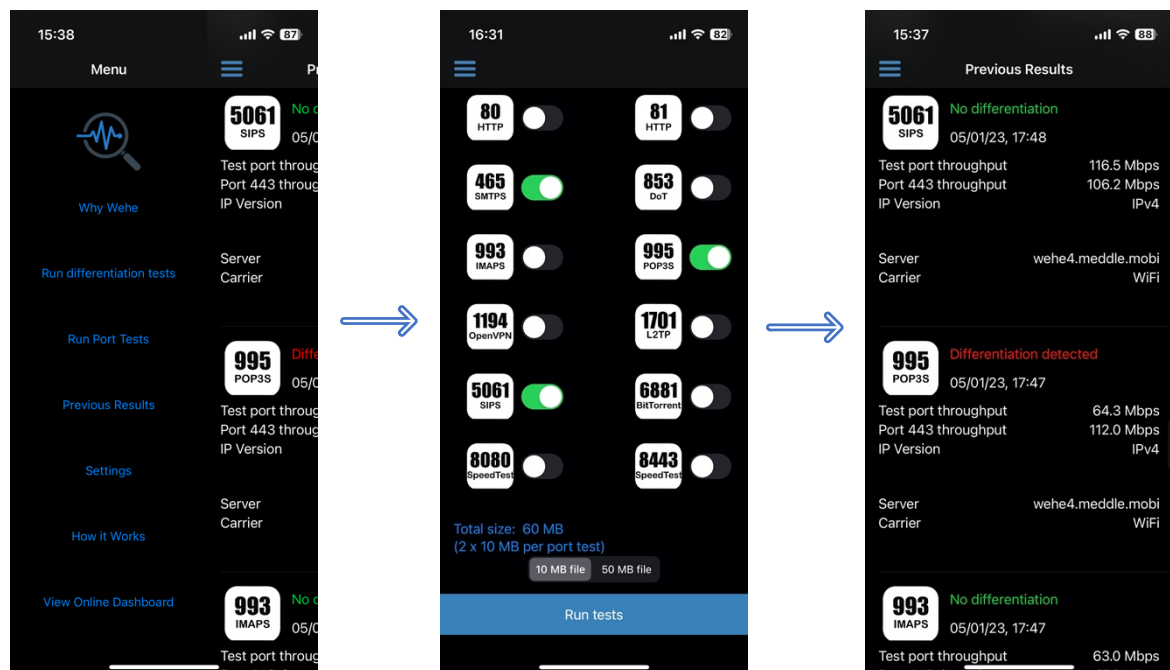 15:38
87
Menu
Pr
5061
SIPS
No d
05/0
Test port throug
Port 443 throug
IP Version
Why Wehe
Server
Carrier
Run differentiation tests
Run Port Tests
995
POP3S
Diffe
05/0
Previous Results
Test port throug
Port 443 throug
IP Version
Settings
Server
Carrier
How it Works
View Online Dashboard
993
IMAPS
No d
05/0
Test port throug
16:31
82
80
HTTP
81
HTTP
465
SMTPS
853
DoT
993
IMAPS
995
POP3S
1194
OpenVPN
1701
L2TP
5061
SIPS
6881
BitTorrent
8080
SpeedTest
8443
SpeedTest
Total size: 60 MB
(2 x 10 MB per port test)
10 MB file 50 MB file
Run tests
15:37
88
Previous Results
5061
SIPS
No differentiation
05/01/23, 17:48
Test port throughput 116.5 Mbps
Port 443 throughput 106.2 Mbps
IP Version IPv4
Server wehe4.meddle.mobi
Carrier WiFi
995
POP3S
Differentiation detected
05/01/23, 17:47
Test port throughput 64.3 Mbps
Port 443 throughput 112.0 Mbps
IP Version IPv4
Server wehe4.meddle.mobi
Carrier WiFi
993
IMAPS
No differentiation
05/01/23, 17:47
Test port throughput 63.0 Mbps